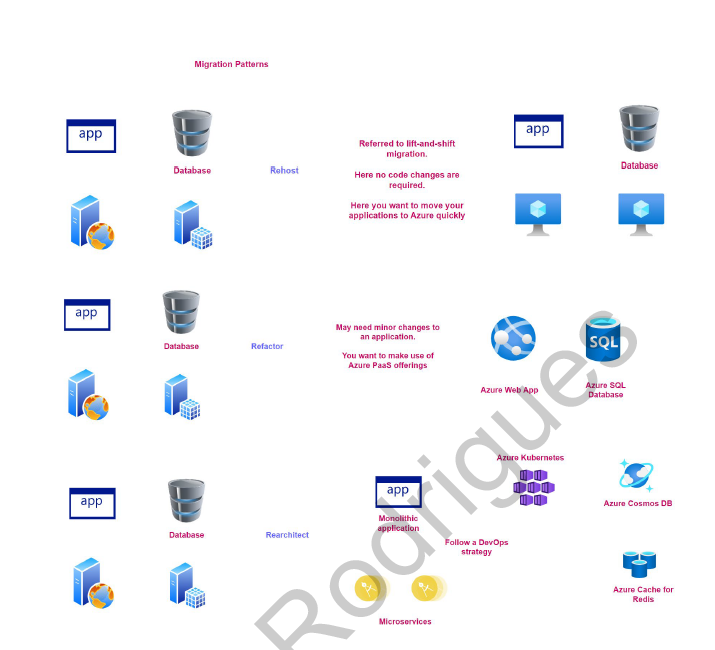 Migration Patterns
app
Database
Rehost
Referred to lift-and-shift
migration.
Here no code changes are
required.
Here you want to move your
applications to Azure quickly
app
Database
app
Database
Refactor
May need minor changes to
an application.
You want to make use of
Azure PaaS offerings
Azure Web App
SQL
Azure SQL
Database
app
Database
Rearchitect
app
Monolithic
application
Microservices
Follow a DevOps
strategy
Azure Kubernetes
Azure Cosmos DB
Azure Cache for
Redis
Rodrigues